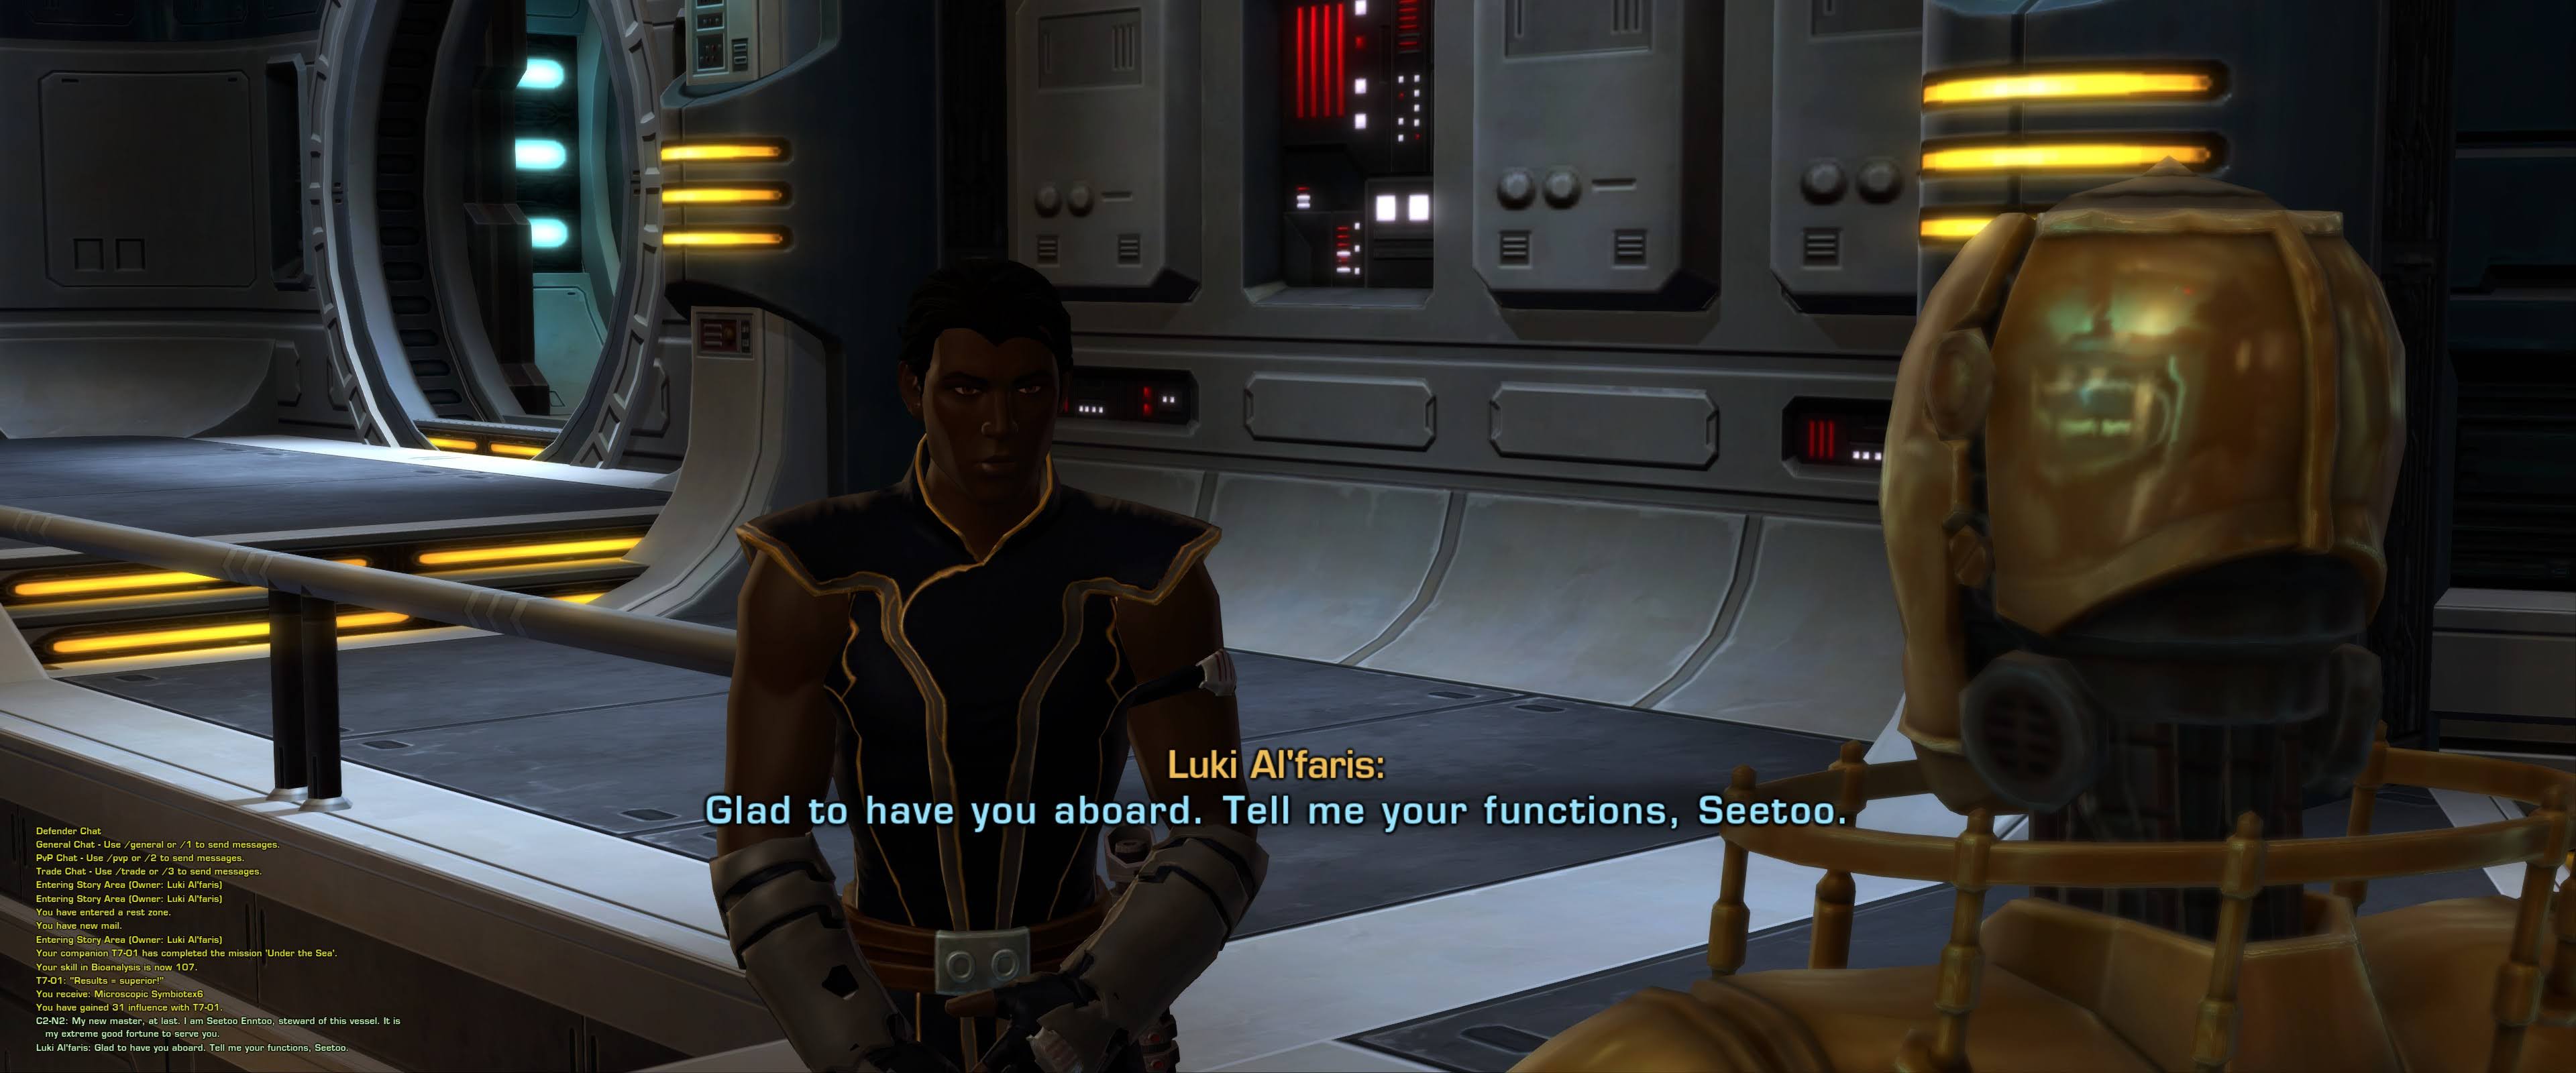 Luki Al'faris:
Glad to have you aboard. Tell me your functions, Seetoo.
Defender Chat
General Chat - Use /general or /1 to send messages.
PvP Chat - Use /pvp or /2 to send messages.
Trade Chat - Use /trade or /3 to send messages.
Entering Story Area (Owner: Luki Al'faris)
Entering Story Area (Owner: Luki Al'faris)
You have entered a rest zone.
You have new mail.
Entering Story Area (Owner: Luki Al'faris)
Your companion T7-01 has completed the mission 'Under the Sea'.
Your skill in Bioanalysis is now 107.
T7-01: "Results = superior!"
You receive: Microscopic Symbiotex6
You have gained 31 influence with T7-01.
C2-N2: My new master, at last. I am Seetoo Enntoo, steward of this vessel. It is
my extreme good fortune to serve you.
Luki Al'faris: Glad to have you aboard. Tell me your functions, Seetoo.